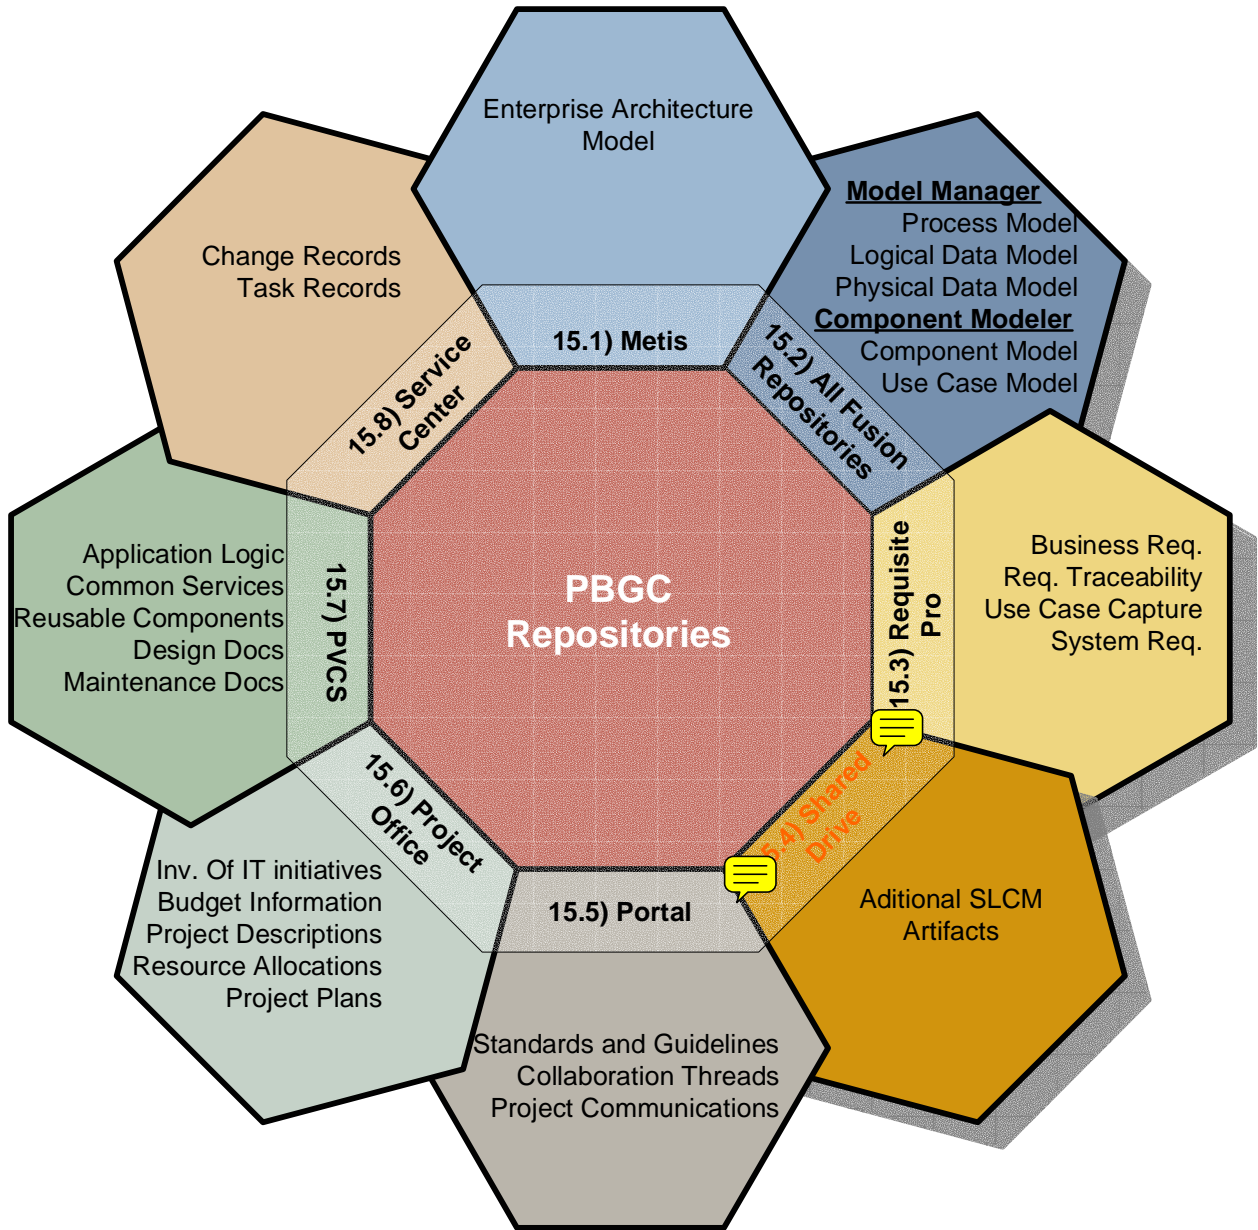 Enterprise Architecture
Model
Model Manager
Process Model
Logical Data Model
Physical Data Model
Component Modeler
Component Model
Use Case Model
Change Records
Task Records
15.1) Metis
15.2) All Fusion
Repositories
15.8) Service
Center
Business Req.
Req. Traceability
Use Case Capture
System Req.
15.3) Requisite
Pro
Application Logic
Common Services
Reusable Components
Design Docs
Maintenance Docs
15.7) PVCS
PBGC
Repositories
5.4) Shared
Drive
15.6) Project
Office
15.5) Portal
Aditional SLCM
Artifacts
Inv. Of IT initiatives
Budget Information
Project Descriptions
Resource Allocations
Project Plans
Standards and Guidelines
Collaboration Threads
Project Communications